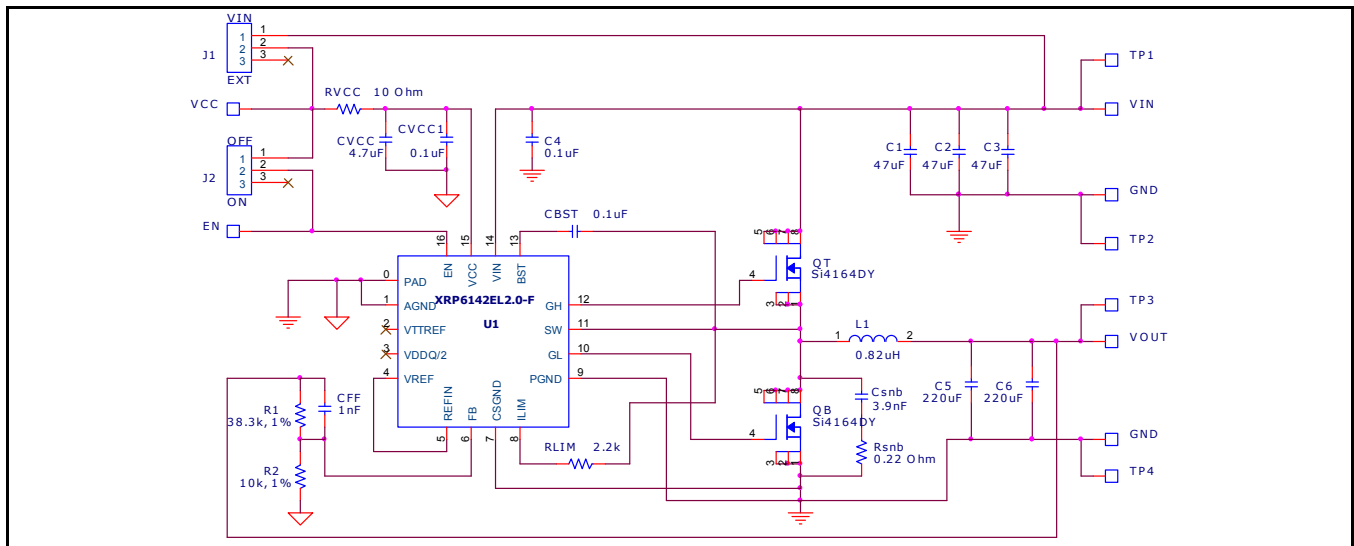 VIN
J1
1
2
3
1
2
3
EXT
TP1
VCC
RVCC 10 Ohm
VIN
CVCC
4.7uF
CVCC1
0.1uF
C4
0.1uF
C1
47uF
C2
47uF
C3
47uF
OFF
J2
1
2
3
1
2
3
ON
GND
EN
CBST 0.1uF
TP2
16
15
14
13
EN
VCC
VIN
BST
5
6
7
8
QT
Si4164DY
4
3
2
1
0
PAD
1
AGND
2
VTTREF
3
VDDQ/2
4
VREF
XRP6142EL2.0-F
U1
GH
12
SW
11
GL
10
PGND
9
TP3
L1
1
2
0.82uH
VOUT
REFIN
FB
CSGND
ILIM
5
6
7
8
R1
38.3k,1%
CFF
1nF
R2
10k,1%
RLIM 2.2k
5
6
7
8
QB
Si4164DY
4
3
2
1
Csnb
3.9nF
Rsnb
0.22 Ohm
C5
220uF
C6
220uF
GND
TP4